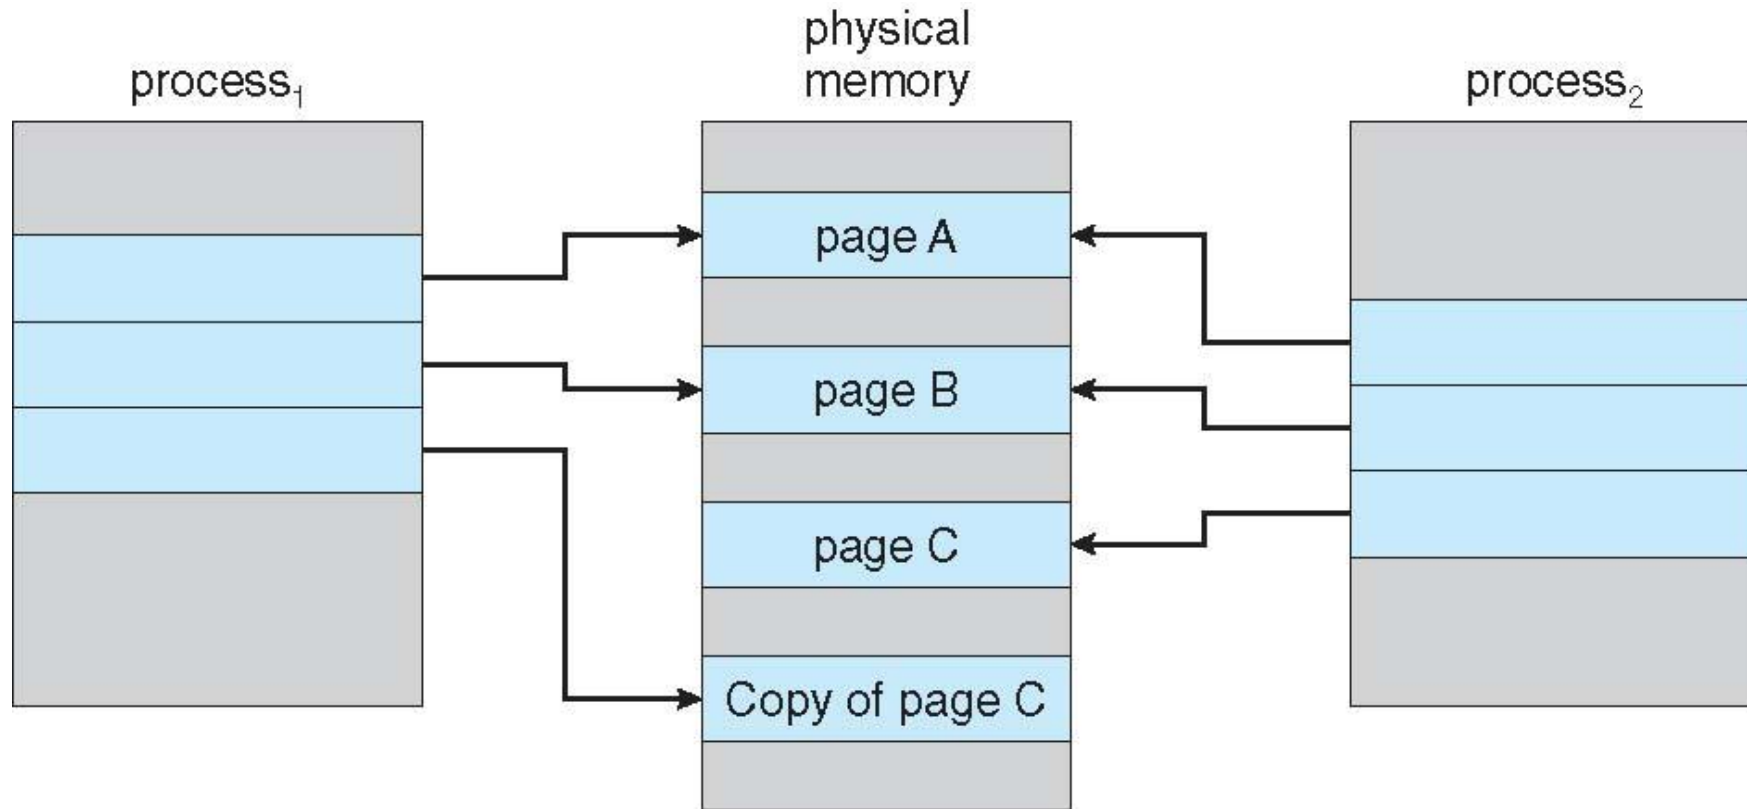 process₁
physical
memory
process₂
page A
page B
page C
Copy of page C